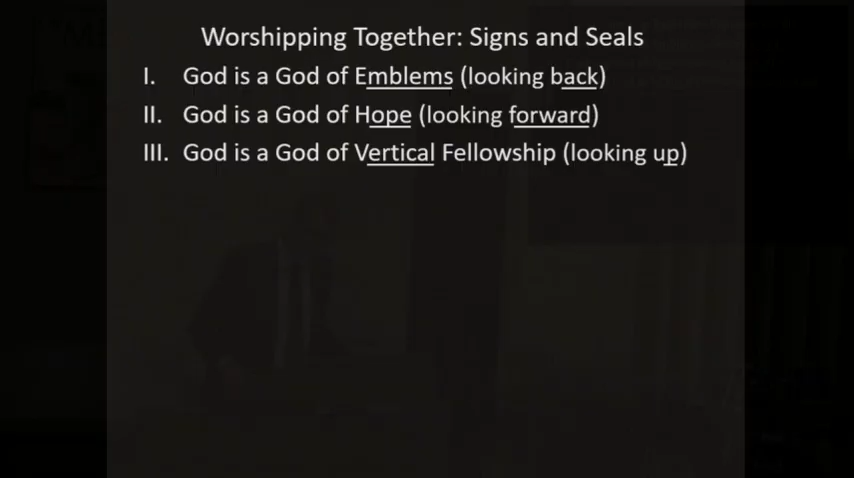 Worshipping Together: Signs and Seals
I. God is a God of Emblems (looking back)
II. God is a God of Hope (looking forward)
III. God is a God of Vertical Fellowship (looking up)